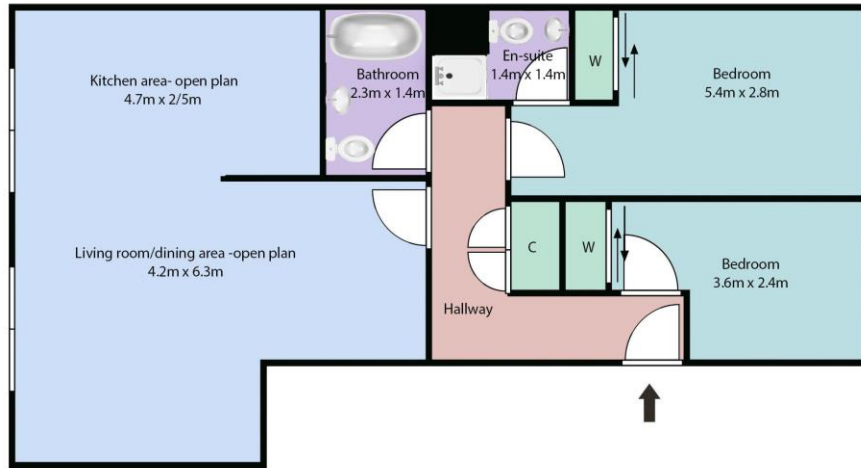 Kitchen area- open plan
4.7m x 2/5m
Bathroom
2.3m x 1.4m
En-suite
1.4m x 1.4m
W
Bedroom
5.4m x 2.8m
Living room/dining area -open plan
4.2m x 6.3m
C
W
Bedroom
3.6m x 2.4m
Hallway